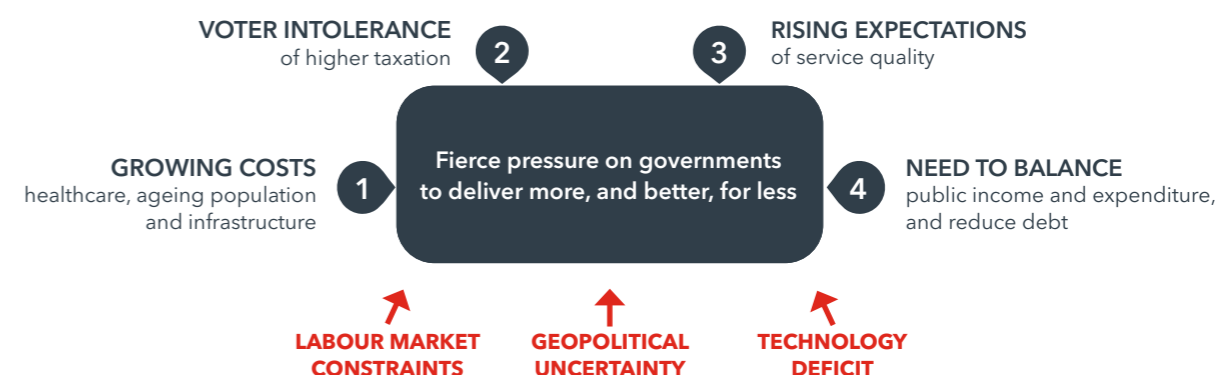 VOTER INTOLERANCE
of higher taxation
2
3
RISING EXPECTATIONS
of service quality
GROWING COSTS
healthcare, ageing population
and infrastructure
1
Fierce pressure on governments
to deliver more, and better, for less
4
NEED TO BALANCE
public income and expenditure,
and reduce debt
LABOUR MARKET
CONSTRAINTS
GEOPOLITICAL
UNCERTAINTY
TECHNOLOGY
DEFICIT